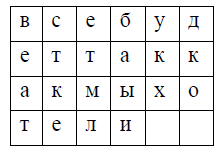 в с е б у д
е т т а к к
а к м ы х о
т е л и